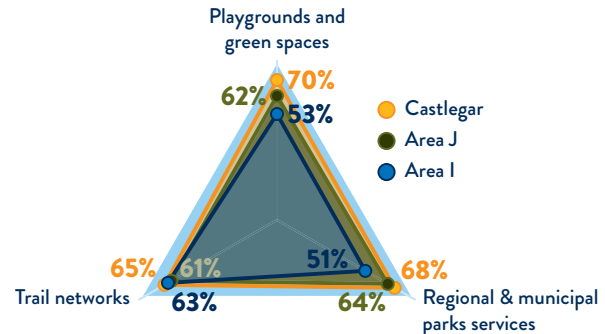 Playgrounds and
green spaces
70%
62%
53%
Castlegar
Area J
Area I
65%
61%
63%
51%
68%
64%
Trail networks
Regional & municipal
parks services